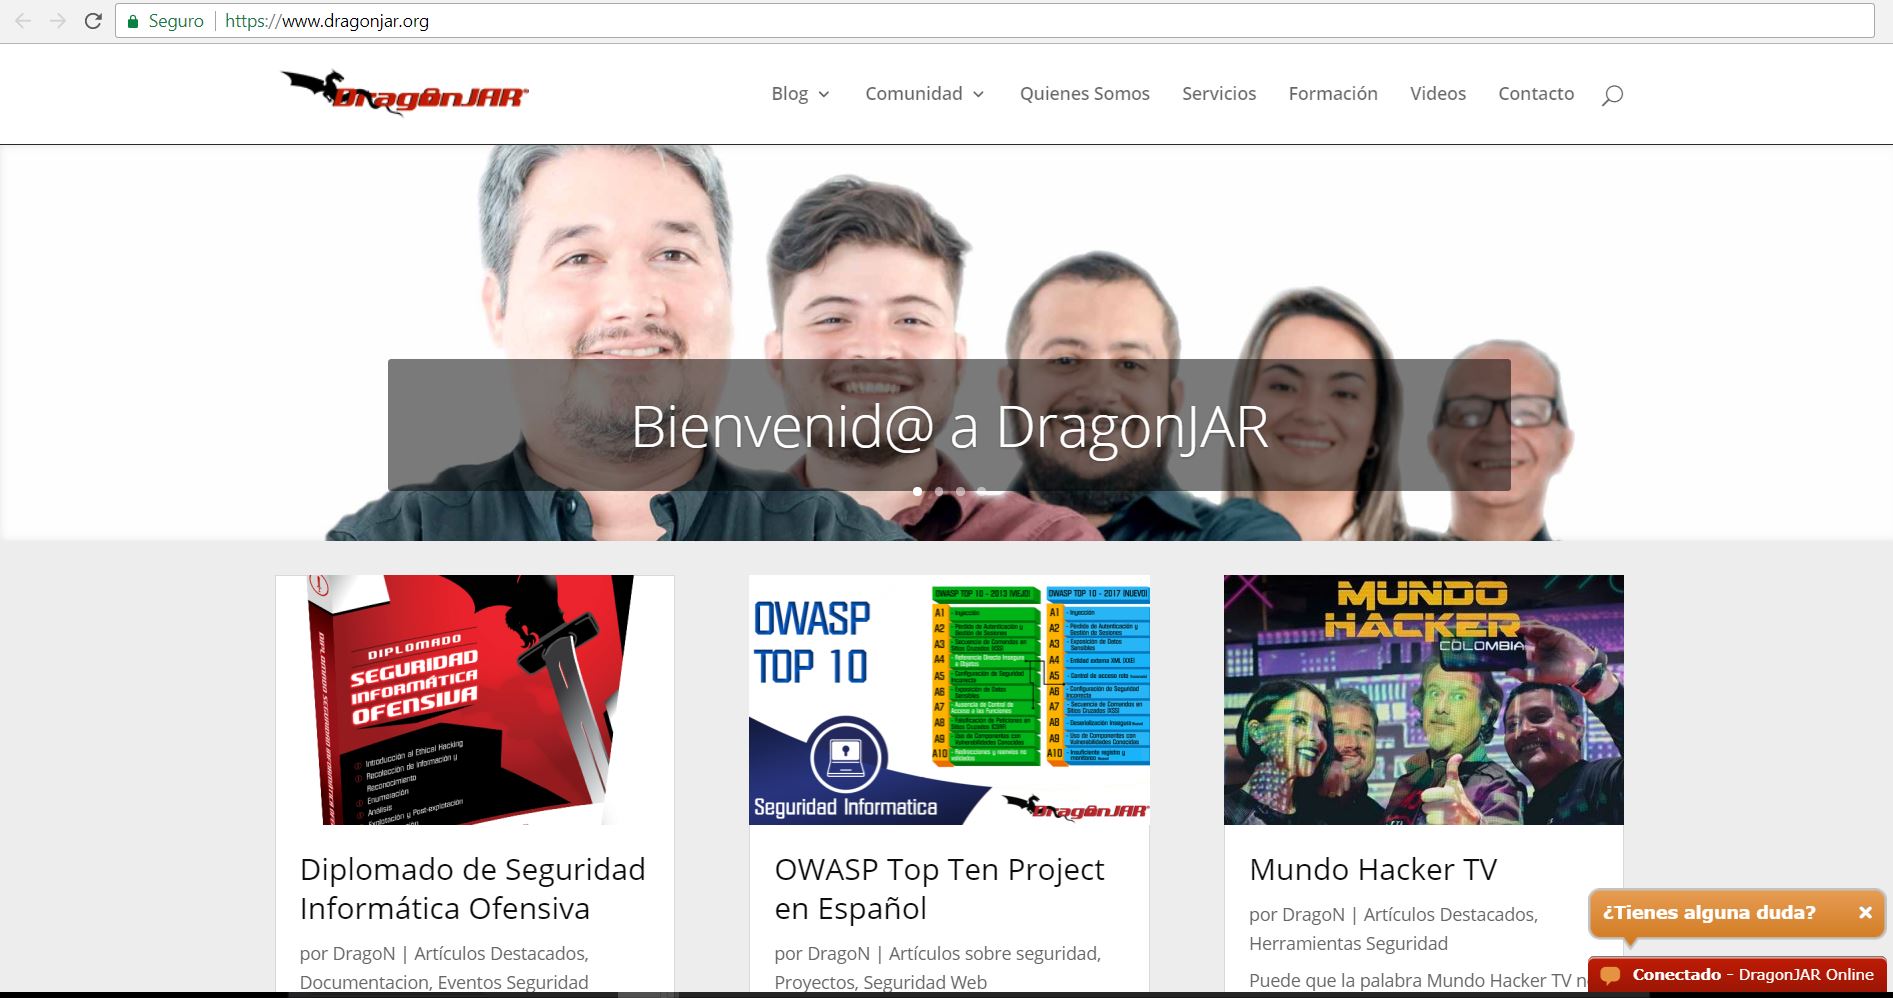 Seguro
https://www.dragonjar.org
DragonJAR
Blog
Comunidad
Quienes Somos
Servicios
Formación
Videos
Contacto
Bienvenid@ a DragonJAR
DIPLOMADO
SEGURIDAD
INFORMÁTICA
OFENSIVA
Introducción al Ethical Hacking
Recolección de Información y
Reconocimiento
Enumeración
Análisis
Explotación y Post-explotación
OWASP
TOP 10
Seguridad Informatica
OWASP TOP 10 - 2013 (VIEJO)
A1 - Inyección
A2 - Pérdida de Autenticación y
Gestión de Sesiones
A3 - Secuencia de Comandos en
Sitios Cruzados (XSS)
A4 - Referencia Directa Insegura
a Objetos
A5 - Configuración de Seguridad
Incorrecta
A6 - Exposición de Datos
Sensibles
A7 - Ausencia de Control de
Acceso a las Funciones
A8 - Falsificación de Peticiones en
Sitios Cruzados
A9 - Uso de Componentes con
Vulnerabilidades Conocidas
A10 - Redirecciones y reenvíos no
validados
OWASP TOP 10 - 2017 (NUEVO)
A1 - Inyección
A2 - Pérdida de Autenticación y
Gestión de Sesiones
A3 - Exposición de Datos
Sensibles
A4 - Entidad externa XML (XXE)
A5 - Control de acceso roto
A6 - Configuración de Seguridad
Incorrecta
A7 - Secuencia de Comandos en
Sitios Cruzados (XSS)
A8 - Deserialización insegura
A9 - Uso de Componentes con
Vulnerabilidades Conocidas
A10 - Insuficiente registro y
monitoreo
DragonJAR
MUNDO
HACKER
COLOMBIA
Diplomado de Seguridad
Informática Ofensiva
por DragoN | Artículos Destacados,
Documentacion, Eventos Seguridad
OWASP Top Ten Project
en Español
por DragoN | Artículos sobre seguridad,
Proyectos, Seguridad Web
Mundo Hacker TV
por DragoN | Artículos Destacados,
Herramientas Seguridad
Puede que la palabra Mundo Hacker TV
¿Tienes alguna duda?
Conectado - DragonJAR Online